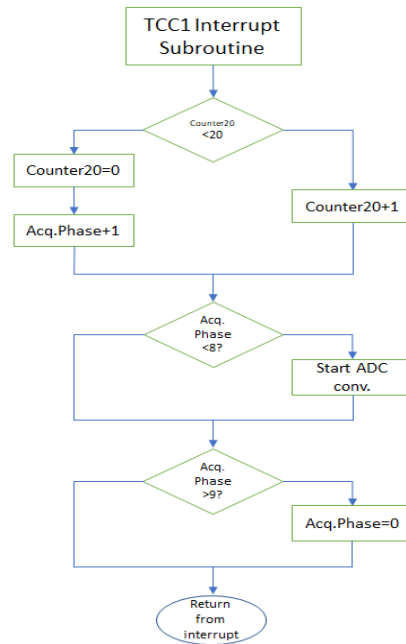 TCC1 Interrupt
Subroutine
Counter20
<20
Counter20=0
Counter20+1
Acq.Phase+1
Acq.
Phase
<8?
Start ADC
conv.
Acq.
Phase
>9?
Acq.Phase=0
Return
from
interrupt